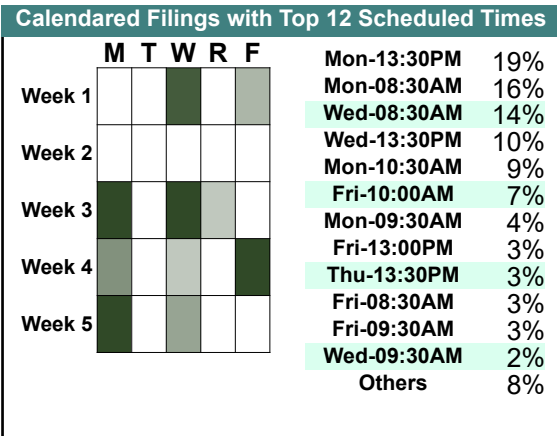 Calendared Filings with Top 12 Scheduled Times
M T W R F
Week 1
Week 2
Week 3
Week 4
Week 5
Mon-13:30PM 19%
Mon-08:30AM 16%
Wed-08:30AM 14%
Wed-13:30PM 10%
Mon-10:30AM 9%
Fri-10:00AM 7%
Mon-09:30AM 4%
Fri-13:00PM 3%
Thu-13:30PM 3%
Fri-08:30AM 3%
Fri-09:30AM 3%
Wed-09:30AM 2%
Others 8%